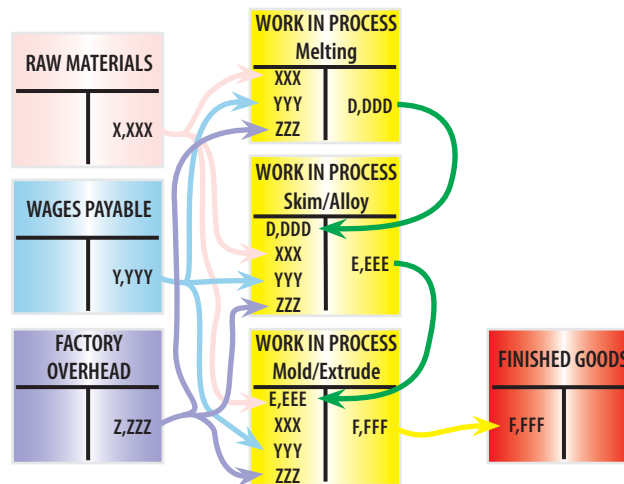 RAW MATERIALS
X,XXX
WAGES PAYABLE
Y,YYY
FACTORY
OVERHEAD
Z,ZZZ
WORK IN PROCESS
Melting
XXX
YYY
D,DDD
ZZZ
WORK IN PROCESS
Skim/Alloy
D,DDD
XXX
E,EEE
YYY
ZZZ
WORK IN PROCESS
Mold/Extrude
E,EEE
XXX
F,FFF
YYY
ZZZ
FINISHED GOODS
F,FFF